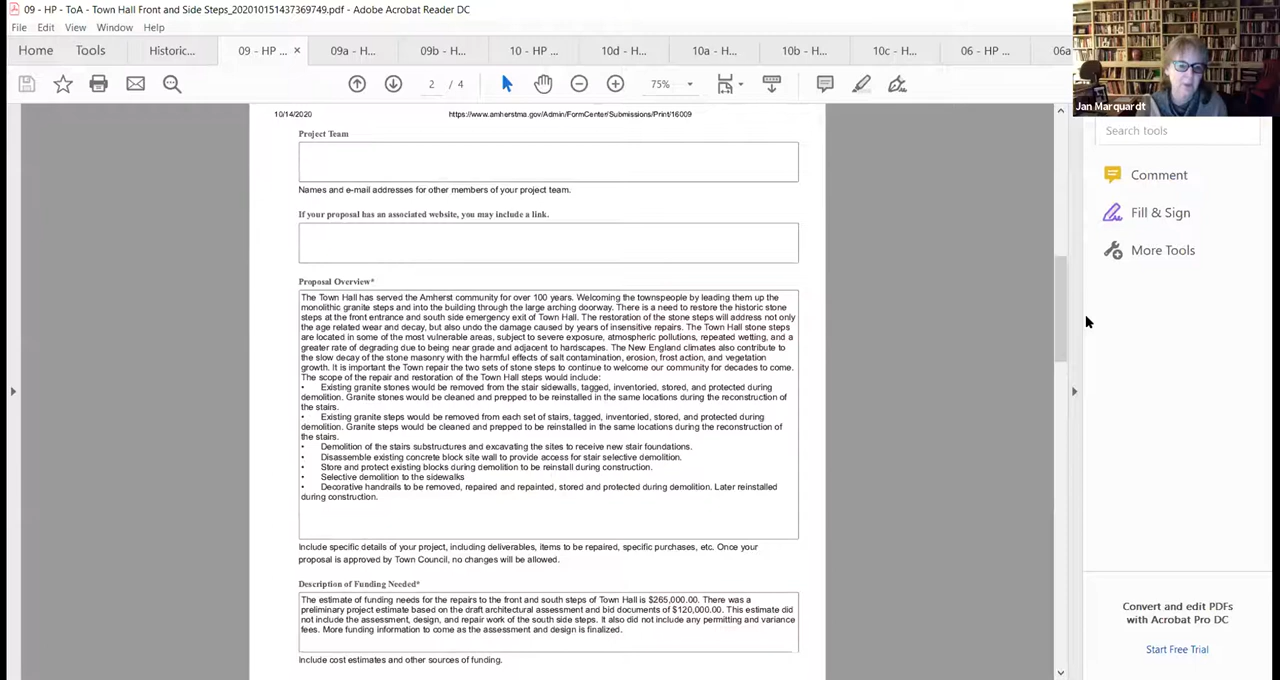 09 - HP - ToA - Town Hall Front and Side Steps_202010151437369749.pdf - Adobe Acrobat Reader DC
File Edit View Window Help
Home Tools Historic... 09 - HP ... × 09a - H... 09b - H... 10 - HP ... 10d - H... 10a - H... 10b - H... 10c - H... 06 - HP ... 06a
2 / 4 75%
Jan Marquardt
Search tools
Comment
Fill & Sign
More Tools
Convert and edit PDFs
with Acrobat Pro DC
Start Free Trial
10/14/2020 https://www.amherstma.gov/Admin/FormCenter/Submissions/Print/16009
Project Team
Names and e-mail addresses for other members of your project team.
If your proposal has an associated website, you may include a link.
Proposal Overview*
The Town Hall has served the Amherst community for over 100 years. Welcoming the townspeople by leading them up the
monolithic granite steps and into the building through the large arching doorway. There is a need to restore the historic stone
steps at the front entrance and south side emergency exit of Town Hall. The restoration of the stone steps will address not only
the age related wear and decay, but also undo the damage caused by years of insensitive repairs. The Town Hall stone steps
are located in some of the most vulnerable areas, subject to severe exposure, atmospheric pollutions, repeated wetting, and a
greater rate of degrading due to being near grade and adjacent to hardscapes. The New England climates also contribute to
the slow decay of the stone masonry with the harmful effects of salt contamination, erosion, frost action, and vegetation
growth. It is important the Town repair the two sets of stone steps to continue to welcome our community for decades to come.
The scope of the repair and restoration of the Town Hall steps would include:
• Existing granite stones would be removed from the stair sidewalls, tagged, inventoried, stored, and protected during
demolition. Granite stones would be cleaned and prepped to be reinstalled in the same locations during the reconstruction of
the stairs.
• Existing granite steps would be removed from each set of stairs, tagged, inventoried, stored, and protected during
demolition. Granite steps would be cleaned and prepped to be reinstalled in the same locations during the reconstruction of
the stairs.
• Demolition of the stairs substructures and excavating the sites to receive new stair foundations.
• Disassemble existing concrete block site wall to provide access for stair selective demolition.
• Store and protect existing blocks during demolition to be reinstall during construction.
• Selective demolition to the sidewalks
• Decorative handrails to be removed, repaired and repainted, stored and protected during demolition. Later reinstalled
during construction.
Include specific details of your project, including deliverables, items to be repaired, specific purchases, etc. Once your
proposal is approved by Town Council, no changes will be allowed.
Description of Funding Needed*
The estimate of funding needs for the repairs to the front and south steps of Town Hall is $265,000.00. There was a
preliminary project estimate based on the draft architectural assessment and bid documents of $120,000.00. This estimate did
not include the assessment, design, and repair work of the south side steps. It also did not include any permitting and variance
fees. More funding information to come as the assessment and design is finalized.
Include cost estimates and other sources of funding.